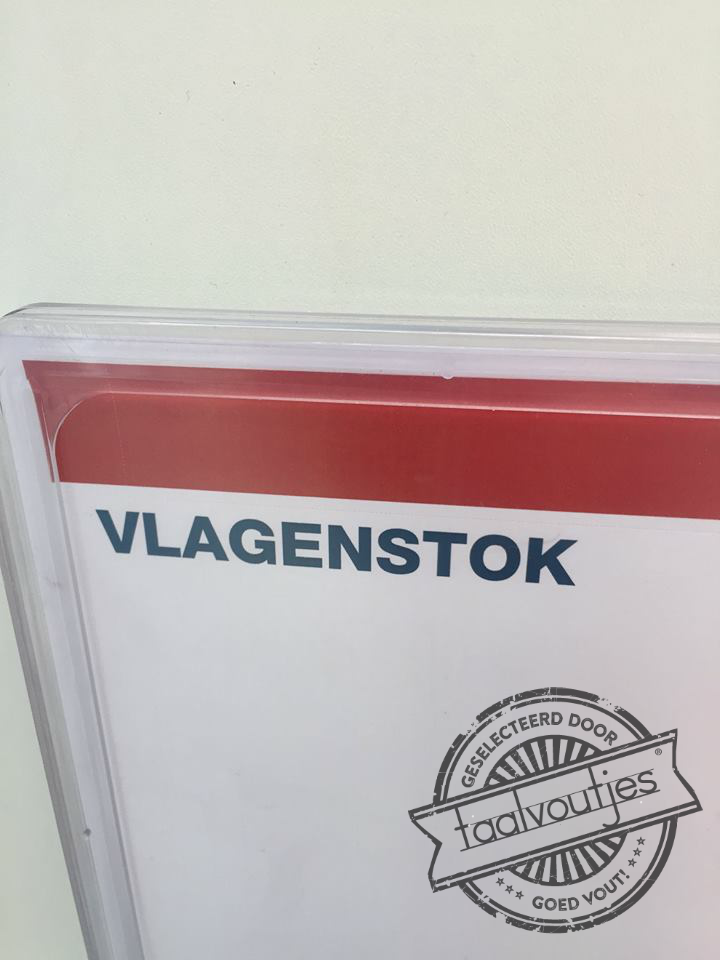 VLAGENSTOK
GESELECTEERD DOOR
taalvoutjes®
GOED VOUT!